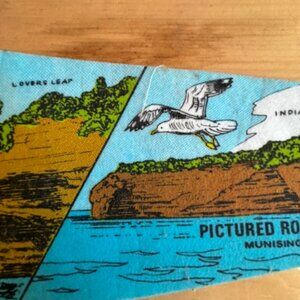 LOVERS LEAP
INDIA
PICTURED RO
MUNISING